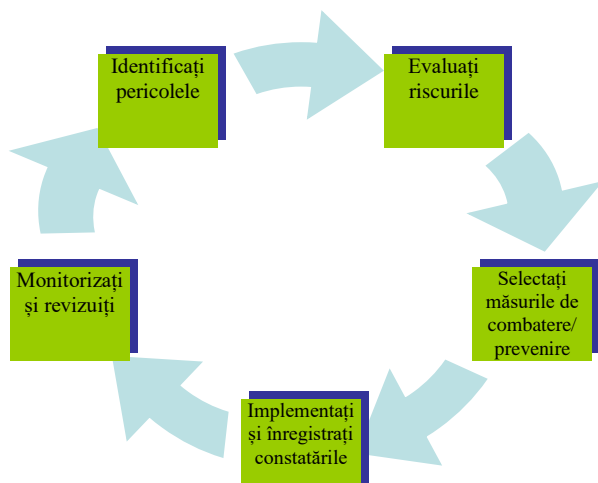 Identificați
pericolele
Evaluați
riscurile
Selectați
măsurile de
combatere/
prevenire
Implementați
și înregistrați
constatările
Monitorizați
și revizuiți